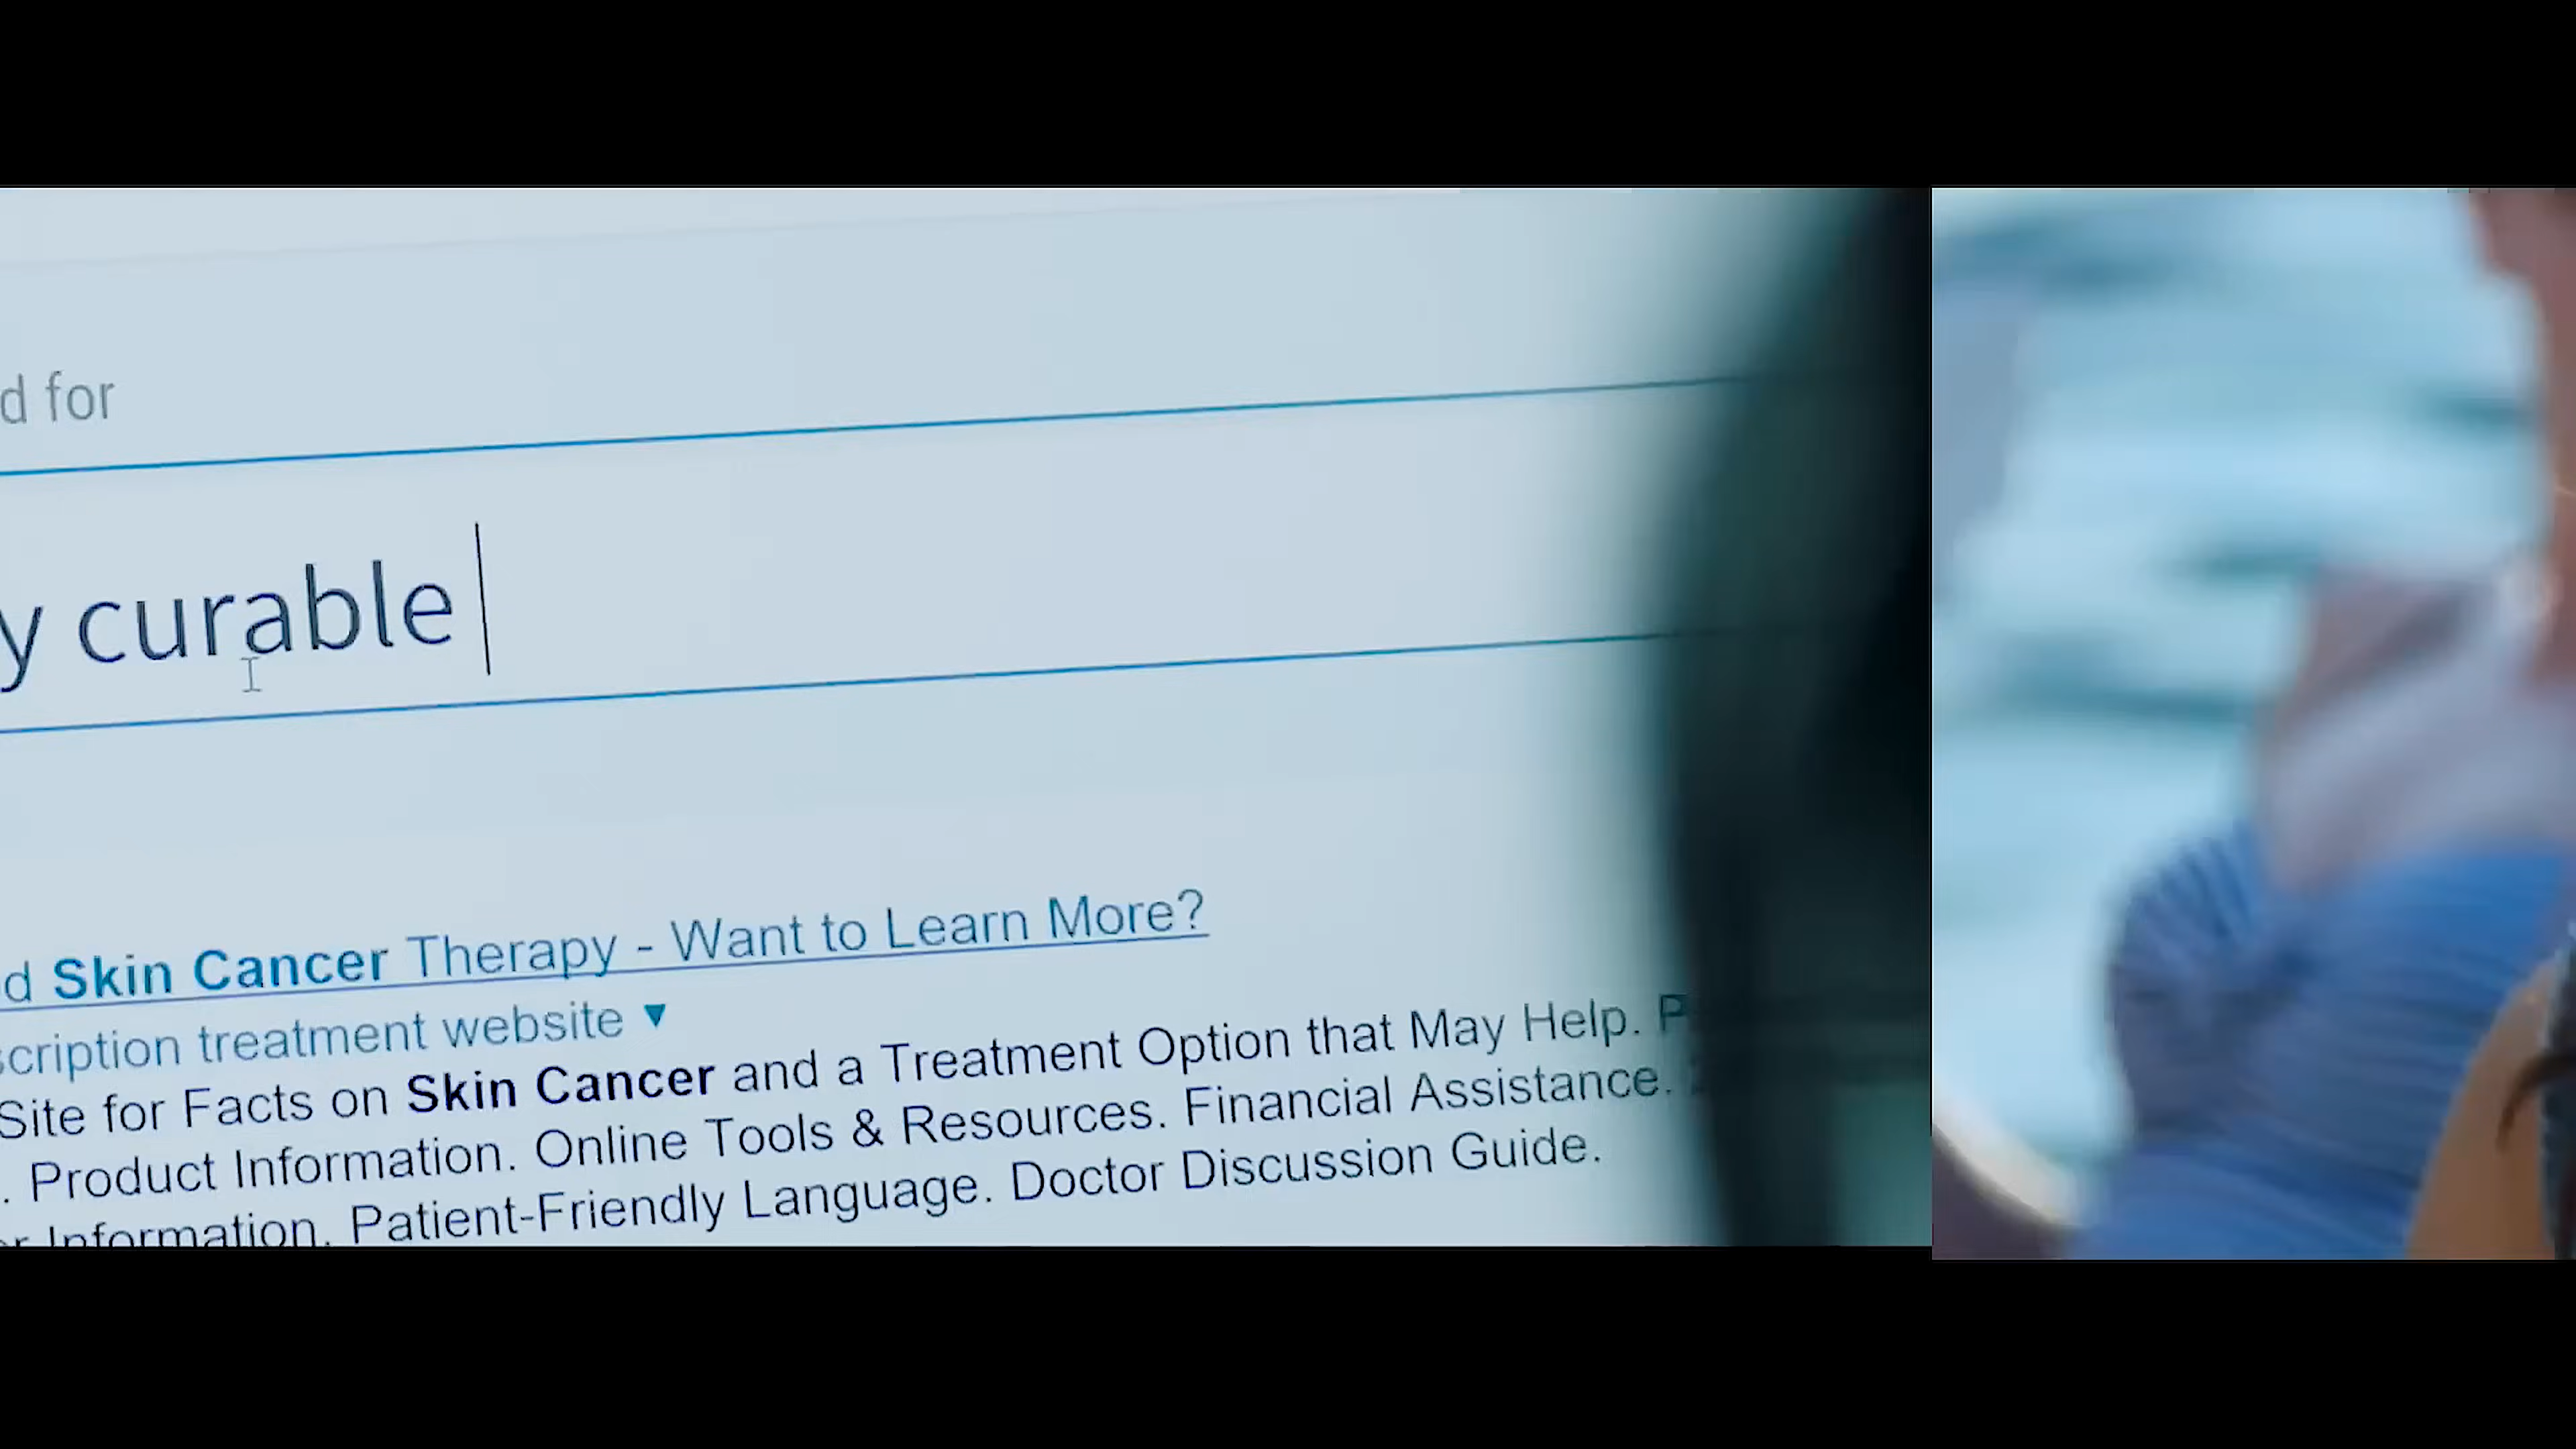 d for
y curable
d Skin Cancer Therapy - Want to Learn More?
scription treatment website ▼
Site for Facts on Skin Cancer and a Treatment Option that May Help. P
. Product Information. Online Tools & Resources. Financial Assistance.
r Information. Patient-Friendly Language. Doctor Discussion Guide.